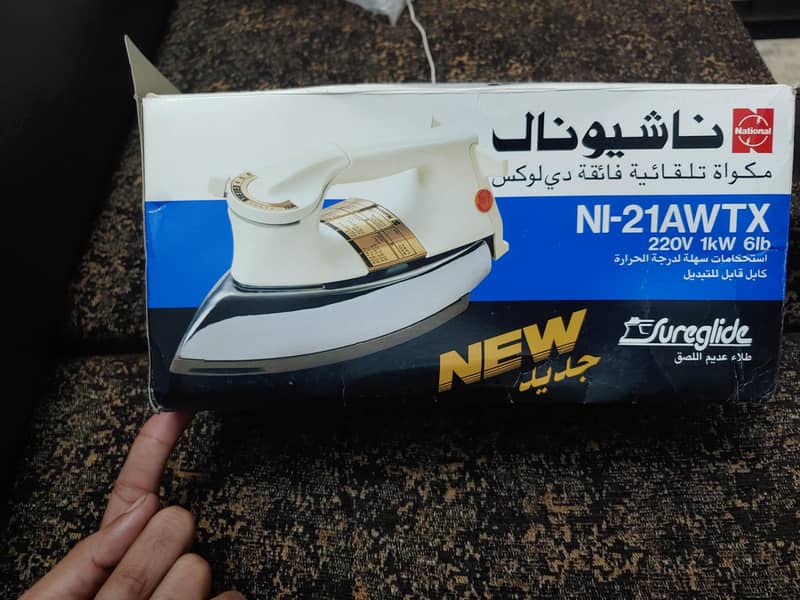 ناشيونال
National
مكواة تلقائية فائقة دي لوكس
NI-21AWTX
220V 1kW 6lb
استخدامات سهلة لدرجة الحرارة
كابل قابل للتبديل
Sureglide
طلاء عديم اللصق
NEW
جديد